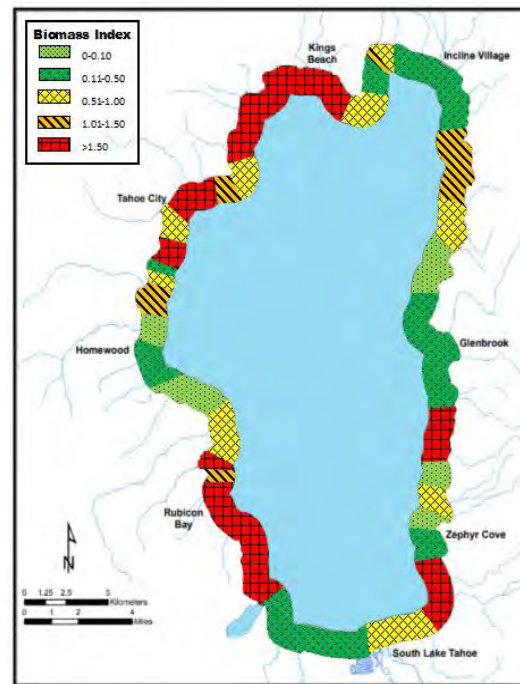 Biomass Index
0-0.10
0.11-0.50
0.51-1.00
1.01-1.50
>1.50
Kings
Beach
Incline Village
Tahoe City
Glenbrook
Homewood
Rubicon
Bay
Zephyr Cove
South Lake Tahoe
N
0 1.25 2.5 5
Kilometers
0 1 2 4
Miles